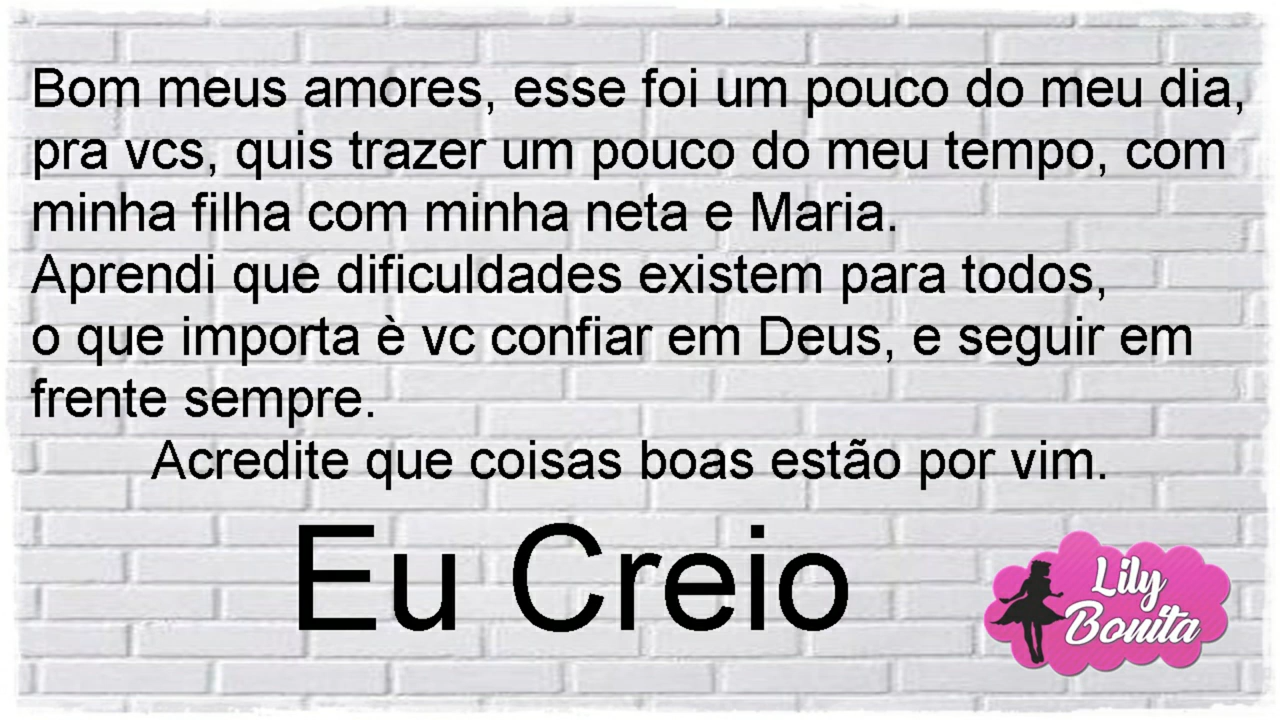 Bom meus amores, esse foi um pouco do meu dia,
pra vcs, quis trazer um pouco do meu tempo, com
minha filha com minha neta e Maria.
Aprendi que dificuldades existem para todos,
o que importa è vc confiar em Deus, e seguir em
frente sempre.
Acredite que coisas boas estão por vim.
Eu Creio
Lily
Bonita